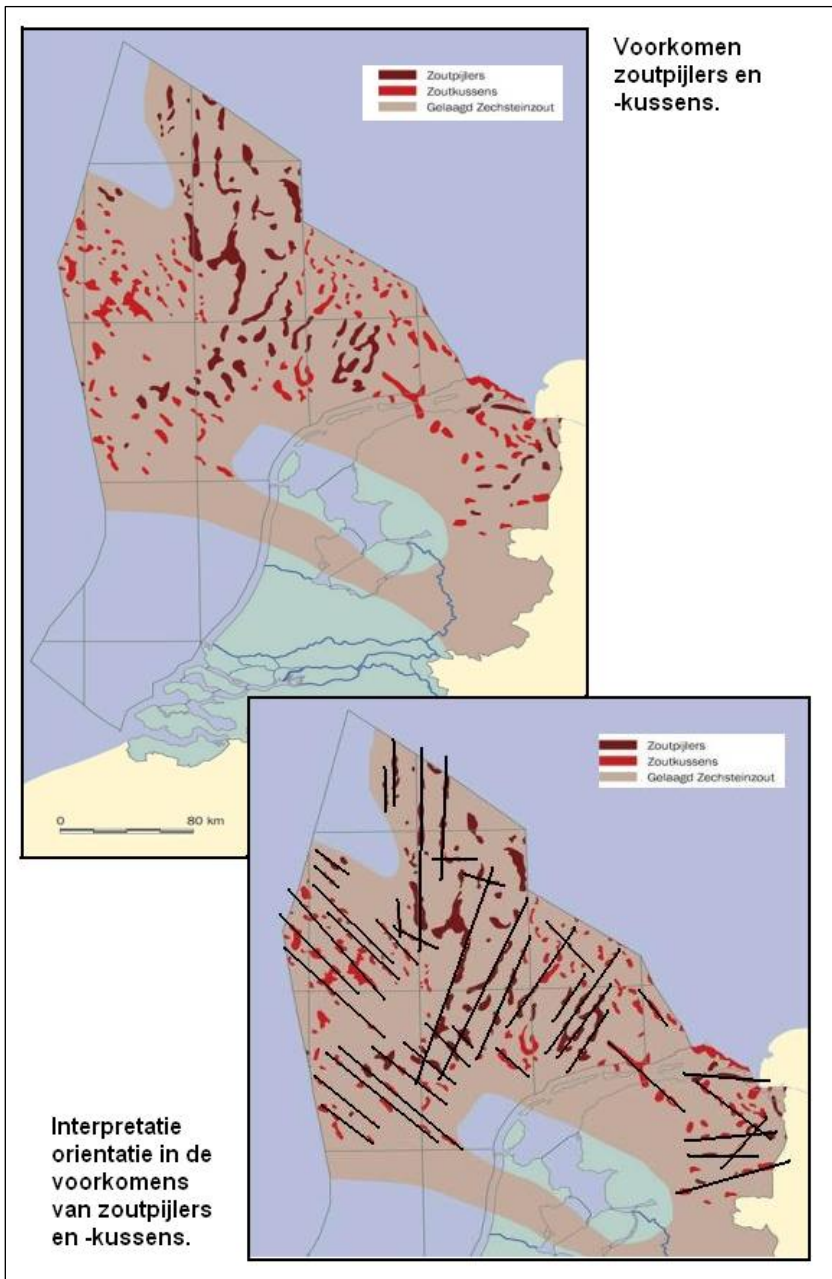 Voorkomen
zoutpijlers en
-kussens.
Zoutpijlers
Zoutkussens
Gelaagd Zechsteinzout
0 80 km
Zoutpijlers
Zoutkussens
Gelaagd Zechsteinzout
Interpretatie
orientatie in de
voorkomens
van zoutpijlers
en -kussens.